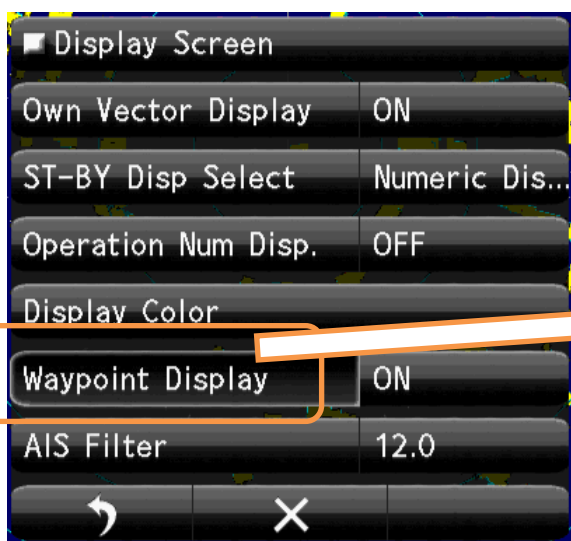 Display Screen
Own Vector Display ON
ST-BY Disp Select Numeric Dis...
Operation Num Disp. OFF
Display Color
Waypoint Display ON
AIS Filter 12.0